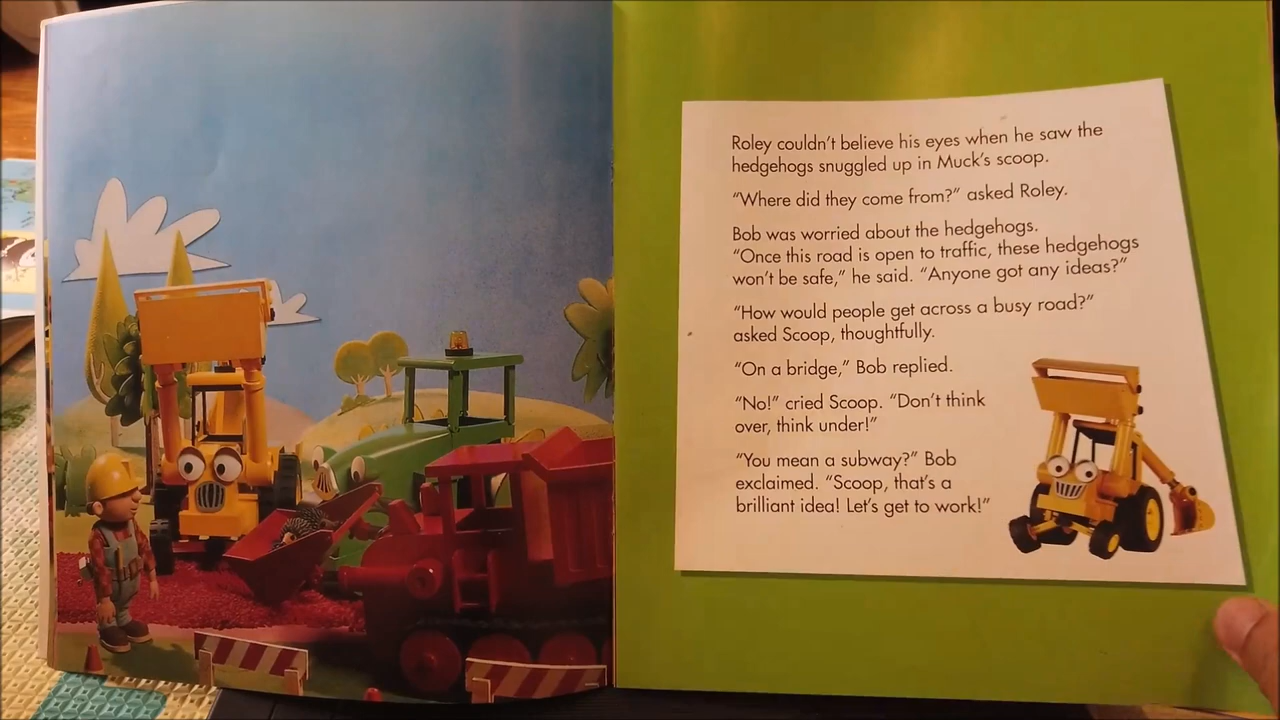 Roley couldn't believe his eyes when he saw the
hedgehogs snuggled up in Muck's scoop.
“Where did they come from?” asked Roley.
Bob was worried about the hedgehogs.
“Once this road is open to traffic, these hedgehogs
won't be safe,” he said. “Anyone got any ideas?”
“How would people get across a busy road?”
asked Scoop, thoughtfully.
“On a bridge,” Bob replied.
“No!” cried Scoop. “Don't think
over, think under!”
“You mean a subway?” Bob
exclaimed. “Scoop, that's a
brilliant idea! Let's get to work!”